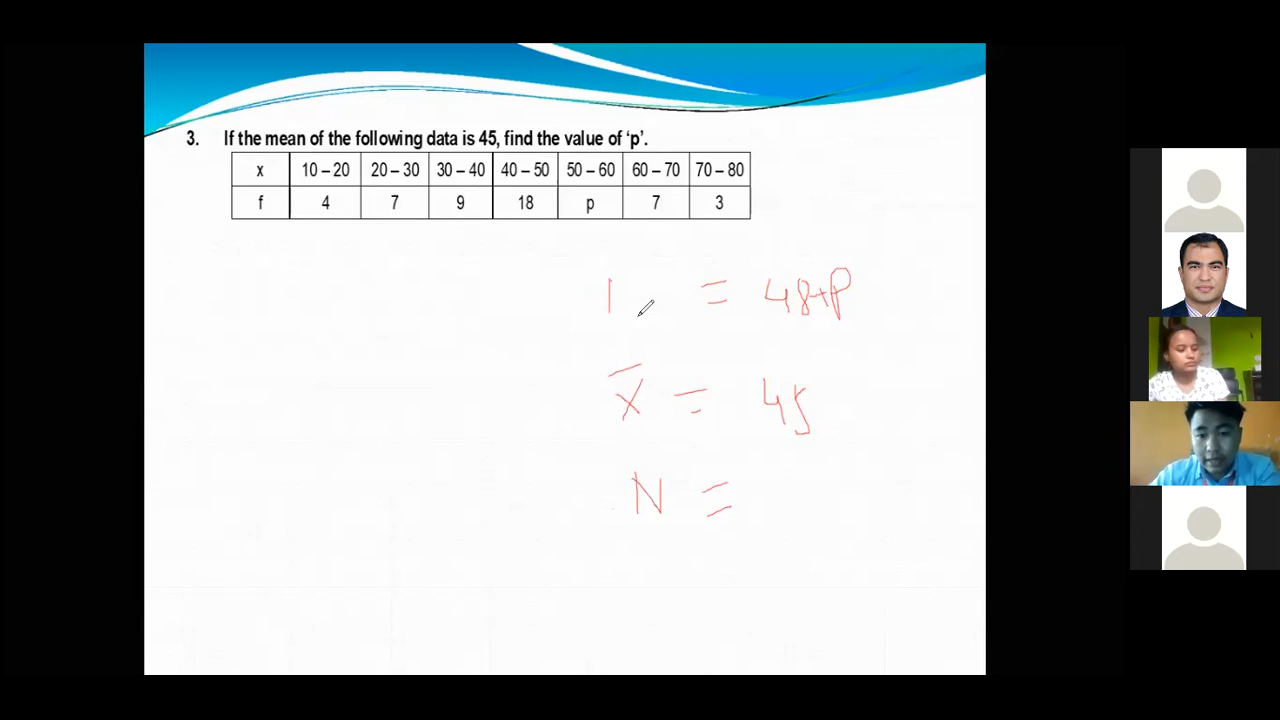 3. If the mean of the following data is 45, find the value of ‘p’.
x 10 – 20 20 – 30 30 – 40 40 – 50 50 – 60 60 – 70 70 – 80
f 4 7 9 18 p 7 3
I = 48+P
x̄ = 45
N =